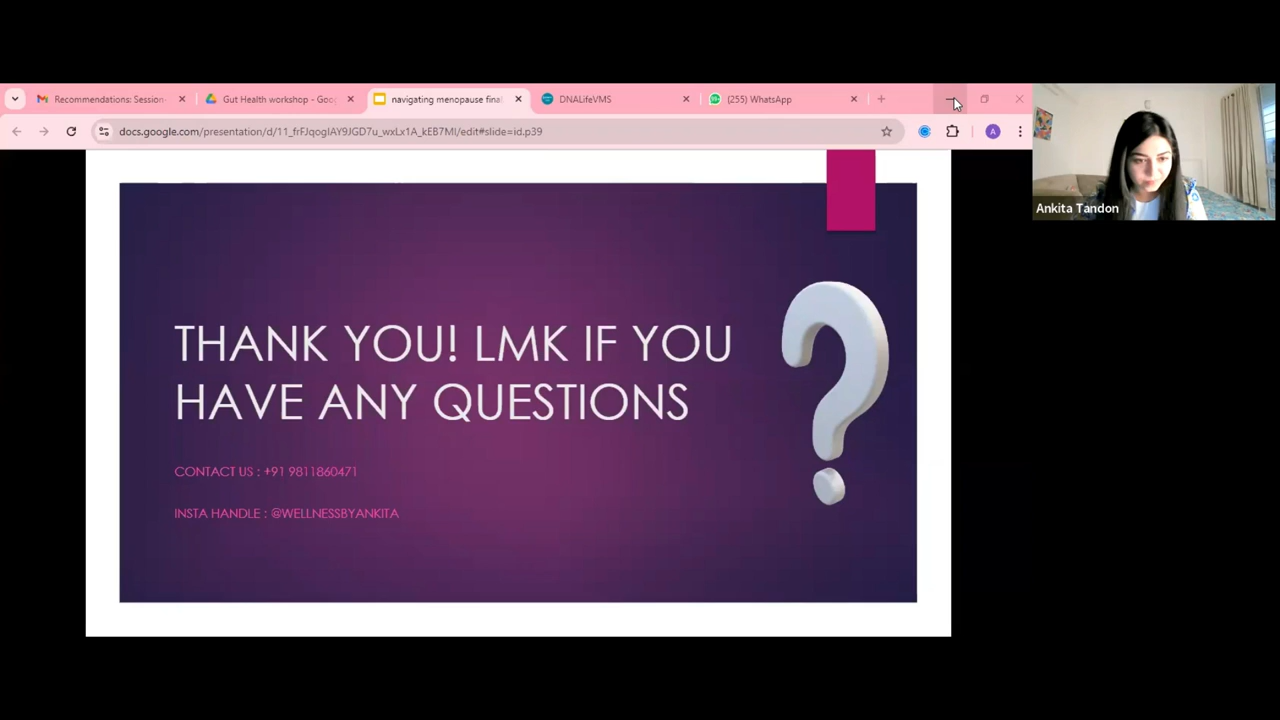 Recommendations: Session
Gut Health workshop - Goo
navigating menopause fina
DNALifeVMS
(255) WhatsApp
docs.google.com/presentation/d/11_frFJqogIAY9JGD7u_wxLx1A_kEB7MI/edit#slide=id.p39
A
Ankita Tandon
THANK YOU! LMK IF YOU
HAVE ANY QUESTIONS
CONTACT US : +91 9811860471
INSTA HANDLE : @WELLNESSBYANKITA